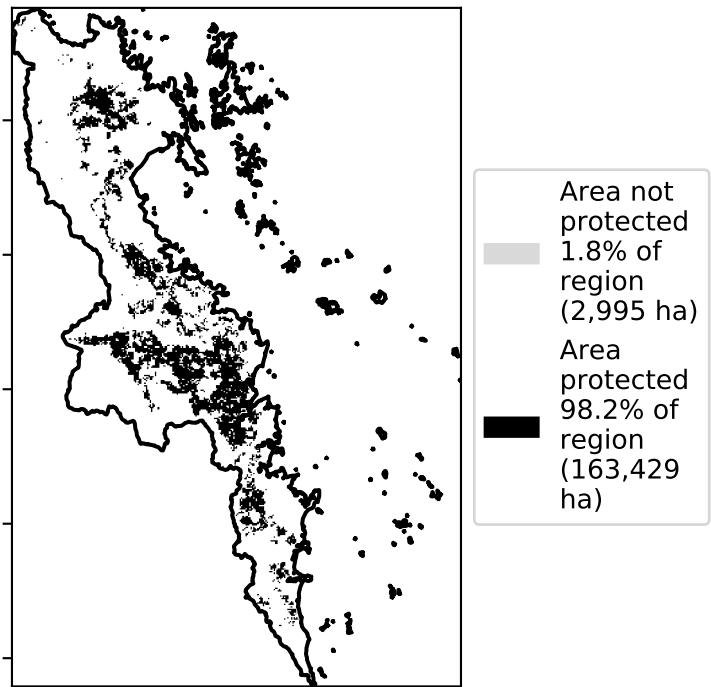 Area not
protected
1.8% of
region
(2,995 ha)
Area
protected
98.2% of
region
(163,429
ha)